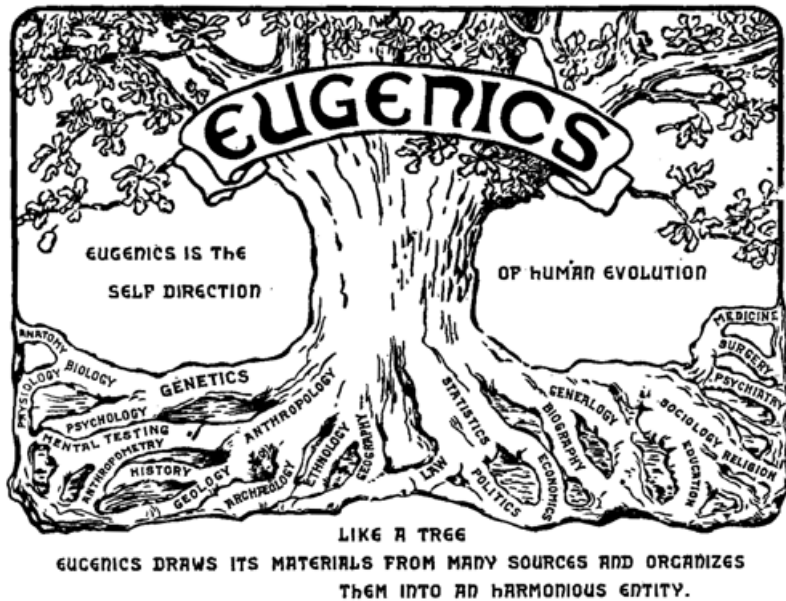 EUGENICS
EUGENICS IS THE
SELF DIRECTION
OF HUMAN EVOLUTION
ANATOMY
PHYSIOLOGY
BIOLOGY
GENETICS
PSYCHOLOGY
MENTAL TESTING
ANTHROPOMETRY
HISTORY
GEOLOGY
ANTHROPOLOGY
ARCHÆOLOGY
ETHNOLOGY
GEOGRAPHY
LAW
STATISTICS
POLITICS
ECONOMICS
BIOGRAPHY
GENEALOGY
EDUCATION
SOCIOLOGY
RELIGION
PSYCHIATRY
SURGERY
MEDICINE
LIKE A TREE
EUGENICS DRAWS ITS MATERIALS FROM MANY SOURCES AND ORGANIZES
THEM INTO AN HARMONIOUS ENTITY.